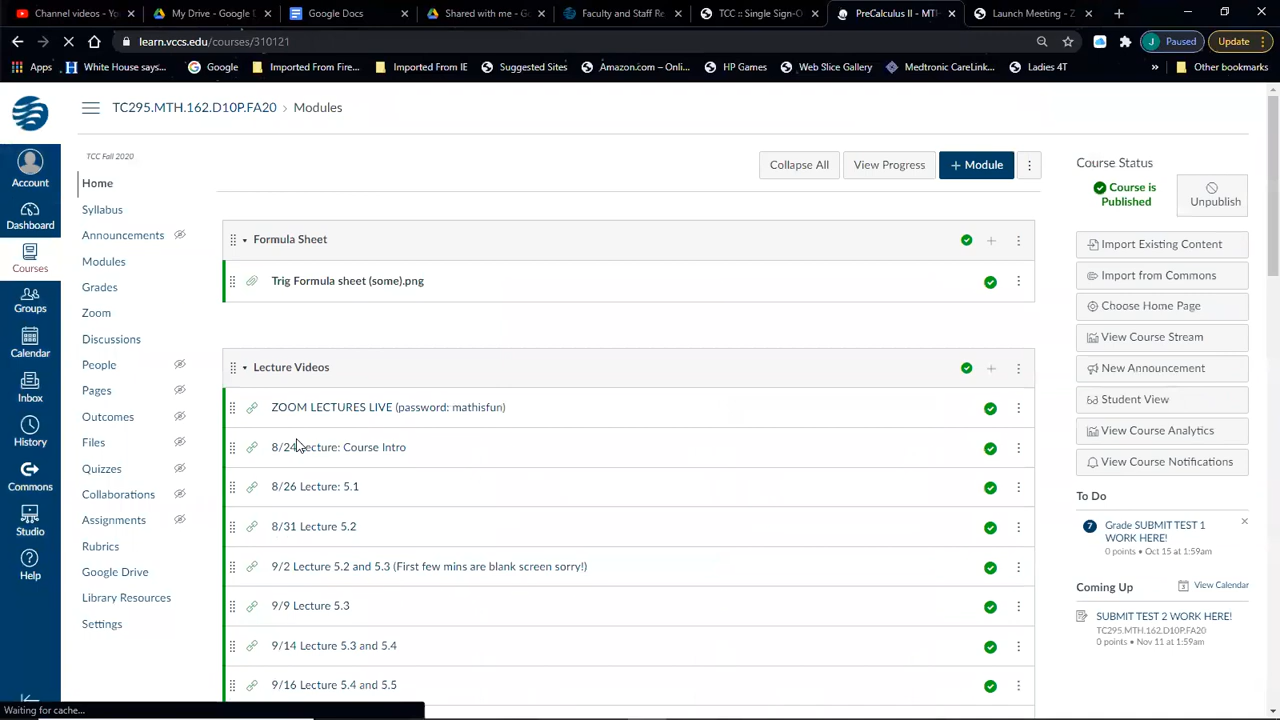 Channel videos - YouTu
My Drive - Google D
Google Docs
Shared with me - Go
Faculty and Staff Re
TCC :: Single Sign-O
PreCalculus II - MTH
Launch Meeting - Z
learn.vccs.edu/courses/310121
Paused
Update
Apps
White House says...
Google
Imported From Fire...
Imported From IE
Suggested Sites
Amazon.com – Onli...
HP Games
Web Slice Gallery
Medtronic CareLink...
Ladies 4T
Other bookmarks
TC295.MTH.162.D10P.FA20 › Modules
TCC Fall 2020
Account
Dashboard
Courses
Groups
Calendar
Inbox
History
Commons
Studio
Help
Home
Syllabus
Announcements
Modules
Grades
Zoom
Discussions
People
Pages
Outcomes
Files
Quizzes
Collaborations
Assignments
Rubrics
Google Drive
Library Resources
Settings
Collapse All
View Progress
+ Module
Formula Sheet
Trig Formula sheet (some).png
Lecture Videos
ZOOM LECTURES LIVE (password: mathisfun)
8/24 Lecture: Course Intro
8/26 Lecture: 5.1
8/31 Lecture 5.2
9/2 Lecture 5.2 and 5.3 (First few mins are blank screen sorry!)
9/9 Lecture 5.3
9/14 Lecture 5.3 and 5.4
9/16 Lecture 5.4 and 5.5
Course Status
Course is
Published
Unpublish
Import Existing Content
Import from Commons
Choose Home Page
View Course Stream
New Announcement
Student View
View Course Analytics
View Course Notifications
To Do
7
Grade SUBMIT TEST 1
WORK HERE!
0 points • Oct 15 at 1:59am
Coming Up
View Calendar
SUBMIT TEST 2 WORK HERE!
TC295.MTH.162.D10P.FA20
0 points • Nov 11 at 1:59am
Waiting for cache...